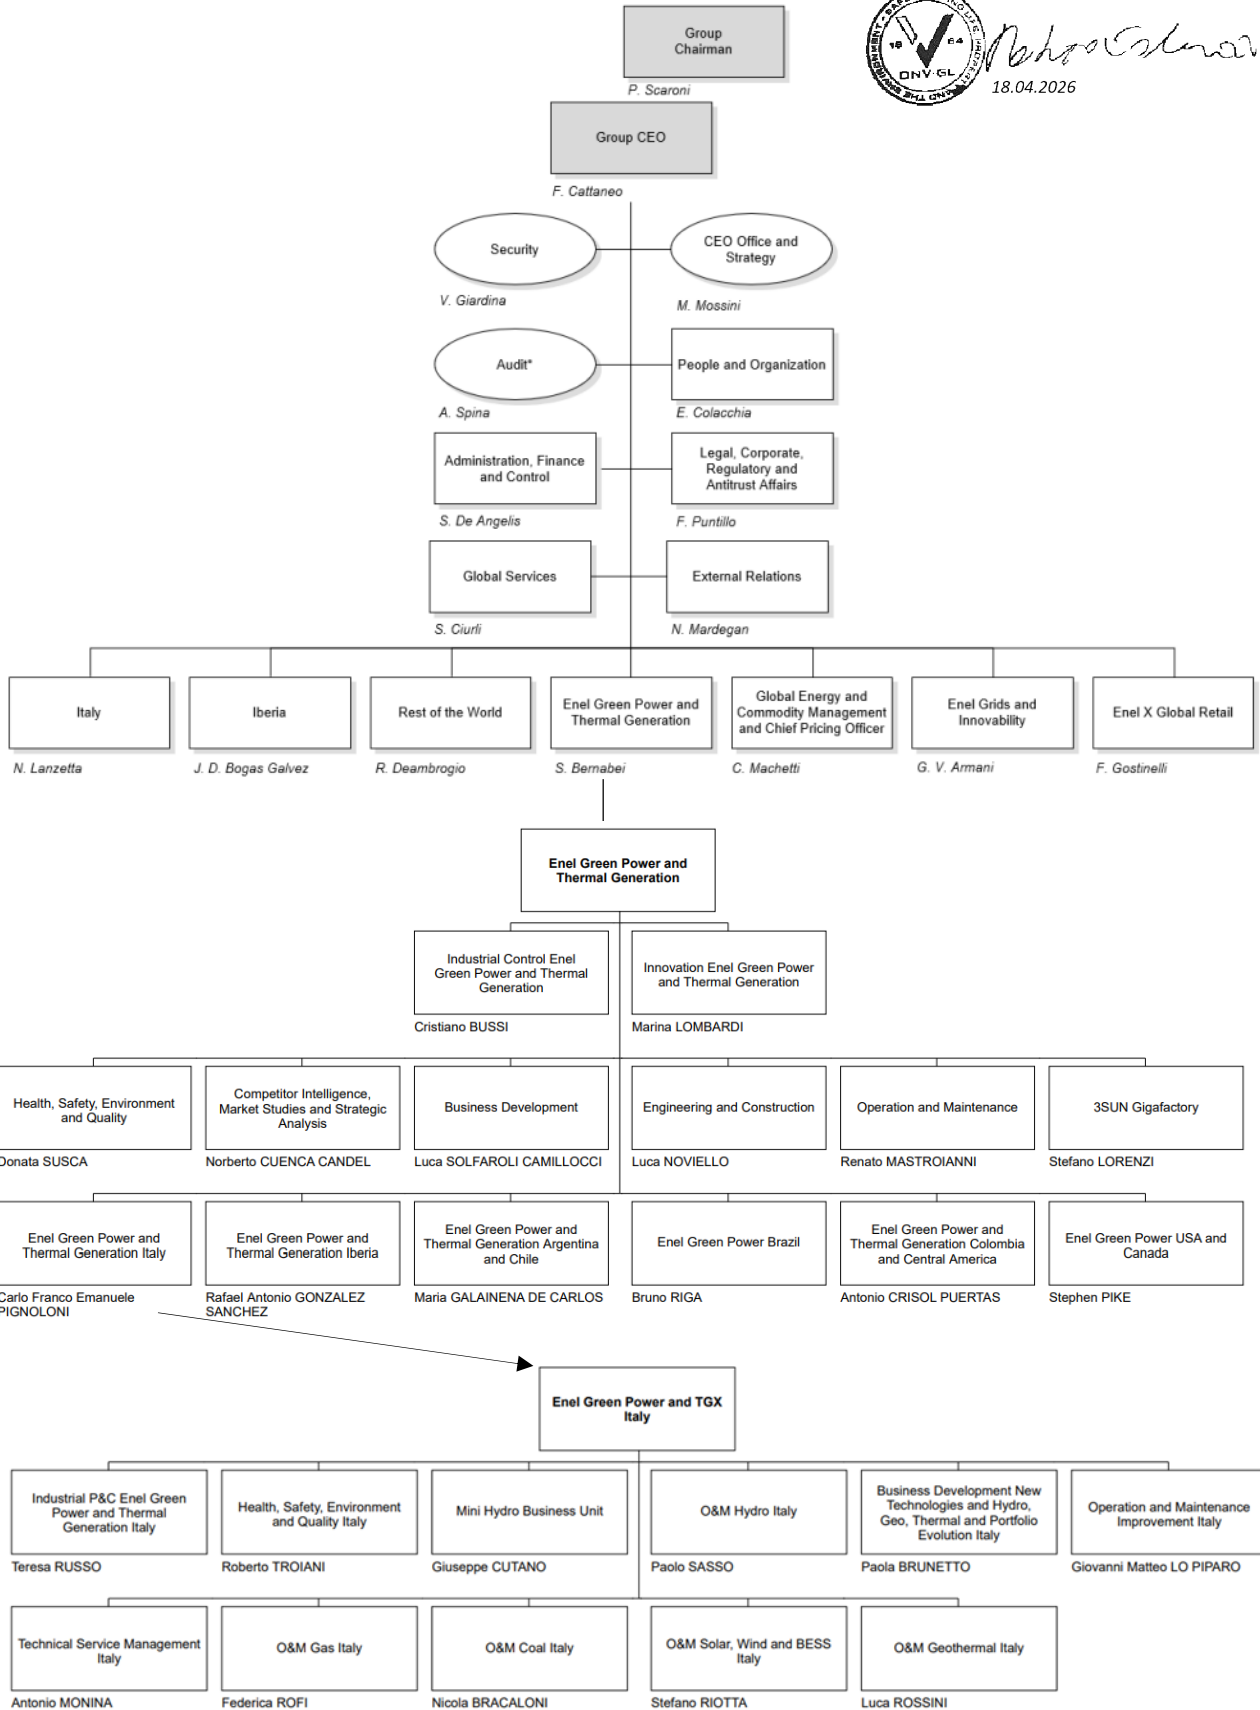 Group
Chairman
P. Scaroni
19 64
DNV·GL
18.04.2026
Group CEO
F. Cattaneo
Security
V. Giardina
CEO Office and
Strategy
M. Mossini
Audit*
A. Spina
People and Organization
E. Colacchia
Administration, Finance
and Control
S. De Angelis
Legal, Corporate,
Regulatory and
Antitrust Affairs
F. Puntillo
Global Services
S. Ciurli
External Relations
N. Mardegan
Italy
N. Lanzetta
Iberia
J. D. Bogas Galvez
Rest of the World
R. Deambrogio
Enel Green Power and
Thermal Generation
S. Bernabei
Global Energy and
Commodity Management
and Chief Pricing Officer
C. Machetti
Enel Grids and
Innovability
G. V. Armani
Enel X Global Retail
F. Gostinelli
Enel Green Power and
Thermal Generation
Industrial Control Enel
Green Power and Thermal
Generation
Cristiano BUSSI
Innovation Enel Green Power
and Thermal Generation
Marina LOMBARDI
Health, Safety, Environment
and Quality
Donata SUSCA
Competitor Intelligence,
Market Studies and Strategic
Analysis
Norberto CUENCA CANDEL
Business Development
Luca SOLFAROLI CAMILLOCCI
Engineering and Construction
Luca NOVIELLO
Operation and Maintenance
Renato MASTROIANNI
3SUN Gigafactory
Stefano LORENZI
Enel Green Power and
Thermal Generation Italy
Carlo Franco Emanuele
PIGNOLONI
Enel Green Power and
Thermal Generation Iberia
Rafael Antonio GONZALEZ
SANCHEZ
Enel Green Power and
Thermal Generation Argentina
and Chile
Maria GALAINENA DE CARLOS
Enel Green Power Brazil
Bruno RIGA
Enel Green Power and
Thermal Generation Colombia
and Central America
Antonio CRISOL PUERTAS
Enel Green Power USA and
Canada
Stephen PIKE
Enel Green Power and TGX
Italy
Industrial P&C Enel Green
Power and Thermal
Generation Italy
Teresa RUSSO
Health, Safety, Environment
and Quality Italy
Roberto TROIANI
Mini Hydro Business Unit
Giuseppe CUTANO
O&M Hydro Italy
Paolo SASSO
Business Development New
Technologies and Hydro,
Geo, Thermal and Portfolio
Evolution Italy
Paola BRUNETTO
Operation and Maintenance
Improvement Italy
Giovanni Matteo LO PIPARO
Technical Service Management
Italy
Antonio MONINA
O&M Gas Italy
Federica ROFI
O&M Coal Italy
Nicola BRACALONI
O&M Solar, Wind and BESS
Italy
Stefano RIOTTA
O&M Geothermal Italy
Luca ROSSINI